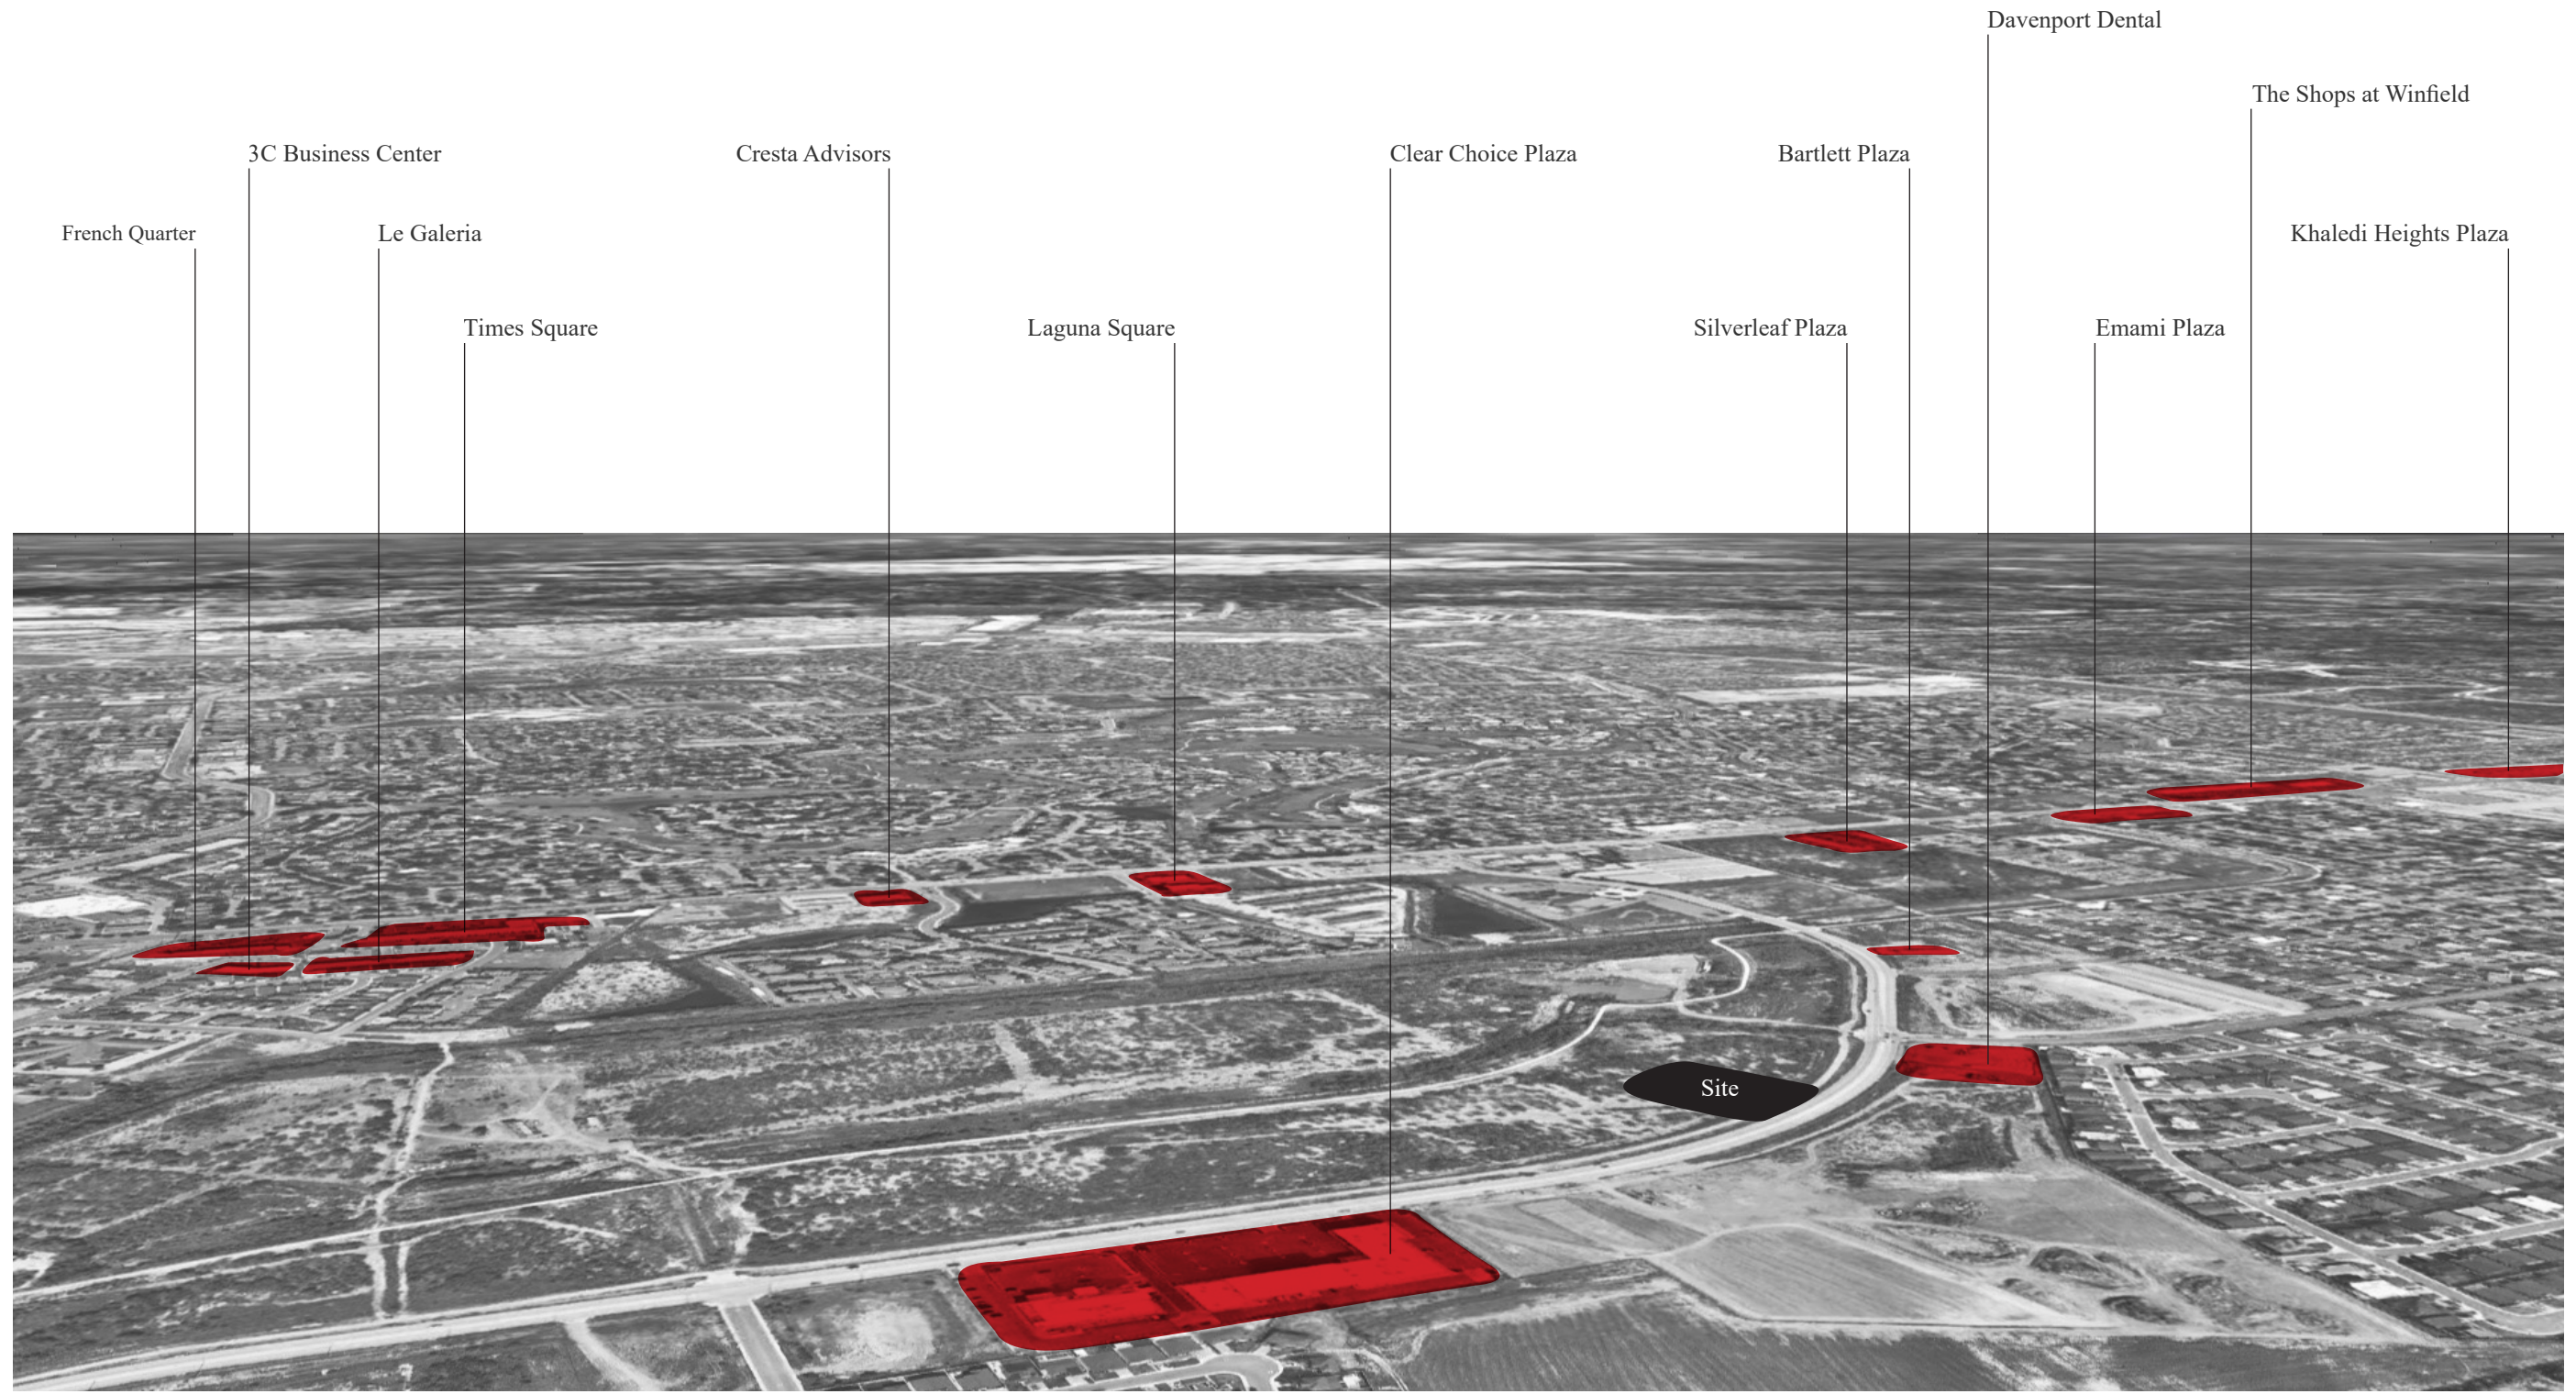 Davenport Dental
The Shops at Winfield
3C Business Center
Cresta Advisors
Clear Choice Plaza
Bartlett Plaza
French Quarter
Le Galeria
Khaledi Heights Plaza
Times Square
Laguna Square
Silverleaf Plaza
Emami Plaza
Site